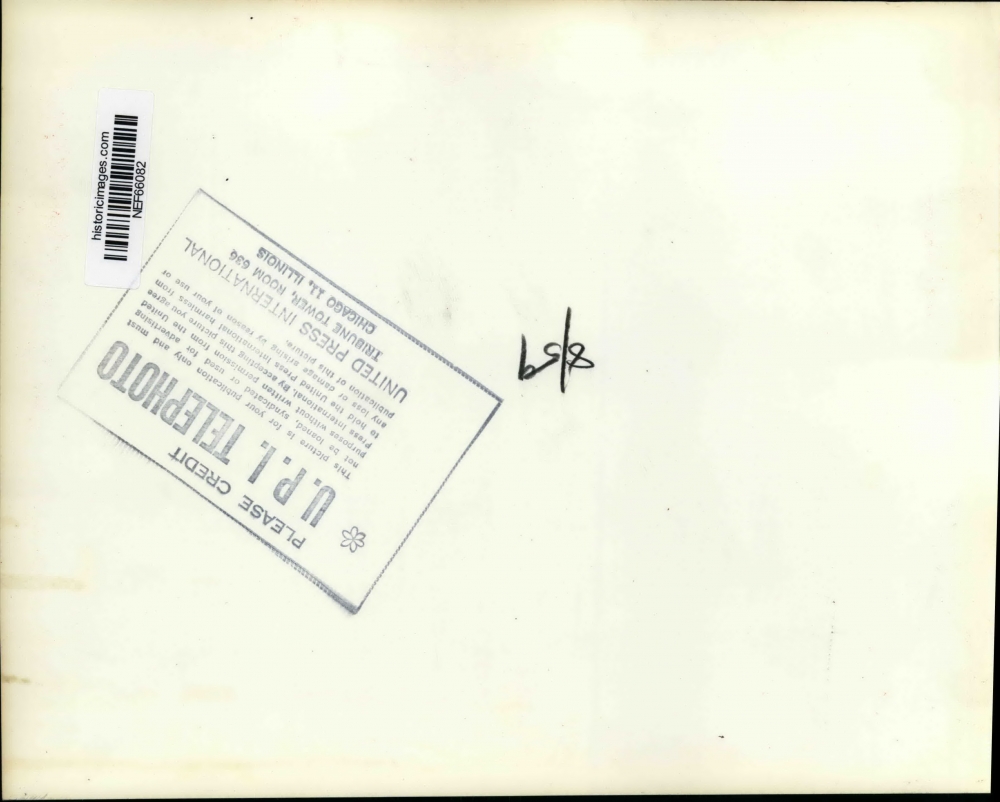 historicimages.com
NEF66082
PLEASE CREDIT
U.P.I. TELEPHOTO
This picture is for your publication only and must
not be loaned, syndicated or used for advertising
purposes without written permission from the United
Press International. By accepting this picture you agree
to hold the United Press International harmless from
any loss or damage arising by reason of your use or
publication of this picture.
UNITED PRESS INTERNATIONAL
TRIBUNE TOWER, ROOM 636
CHICAGO 11, ILLINOIS
8/59